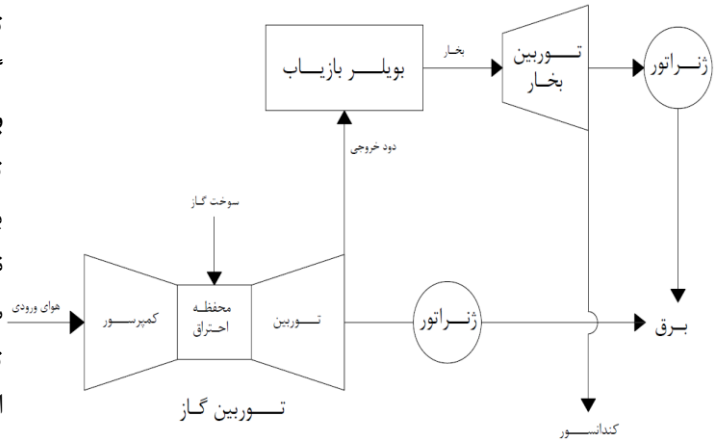 بویلر بازیاب
بخار
توربین
بخار
ژنراتور
دود خروجی
سوخت گاز
هوای ورودی
کمپرسور
محفظه
احتراق
توربین
ژنراتور
برق
توربین گاز
کندانسور